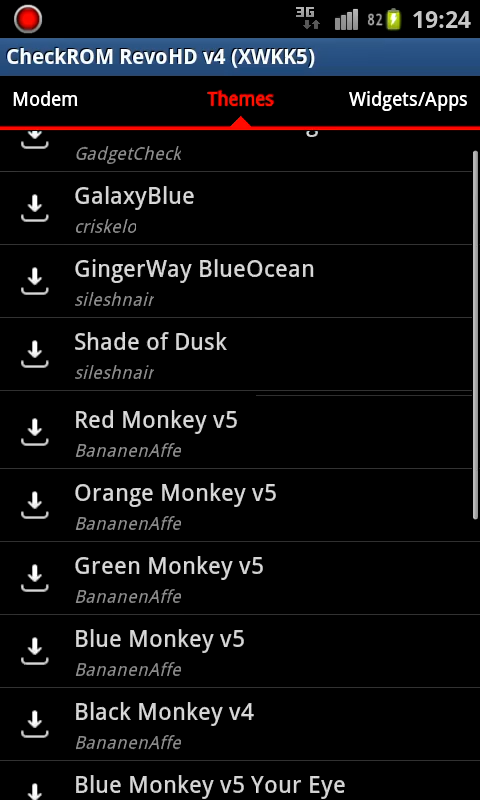 3G 82 19:24
CheckROM RevoHD v4 (XWKK5)
Modem Themes Widgets/Apps
GadgetCheck
GalaxyBlue
criskelo
GingerWay BlueOcean
sileshnair
Shade of Dusk
sileshnair
Red Monkey v5
BananenAffe
Orange Monkey v5
BananenAffe
Green Monkey v5
BananenAffe
Blue Monkey v5
BananenAffe
Black Monkey v4
BananenAffe
Blue Monkey v5 Your Eye